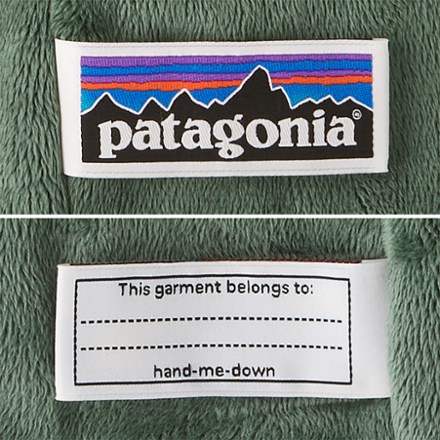 patagonia®
This garment belongs to:
hand-me-down